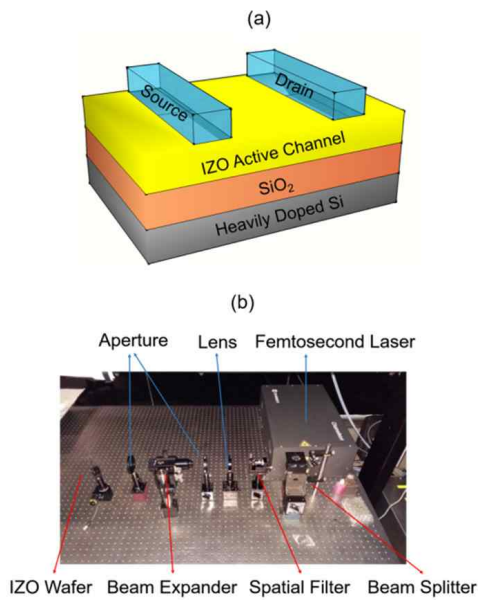 (a)
Source
Drain
IZO Active Channel
SiO₂
Heavily Doped Si
(b)
Aperture Lens Femtosecond Laser
IZO Wafer Beam Expander Spatial Filter Beam Splitter